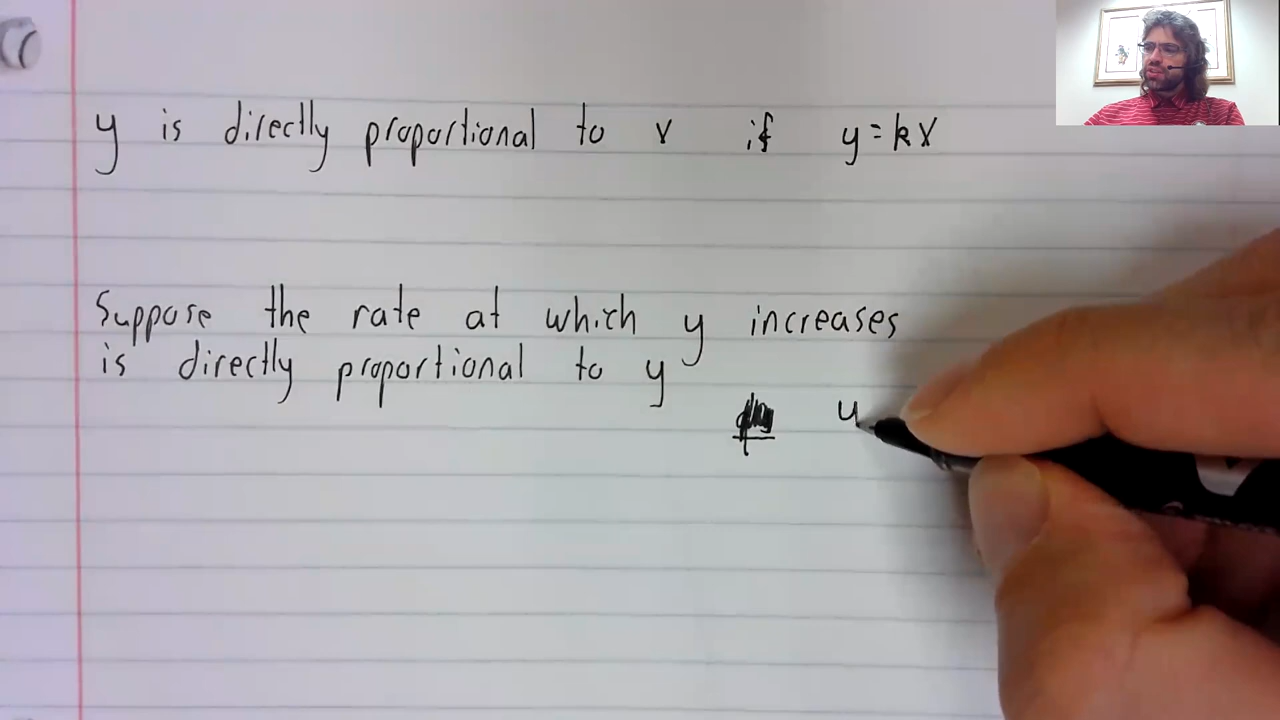 y is directly proportional to x if y = kx
Suppose the rate at which y increases
is directly proportional to y